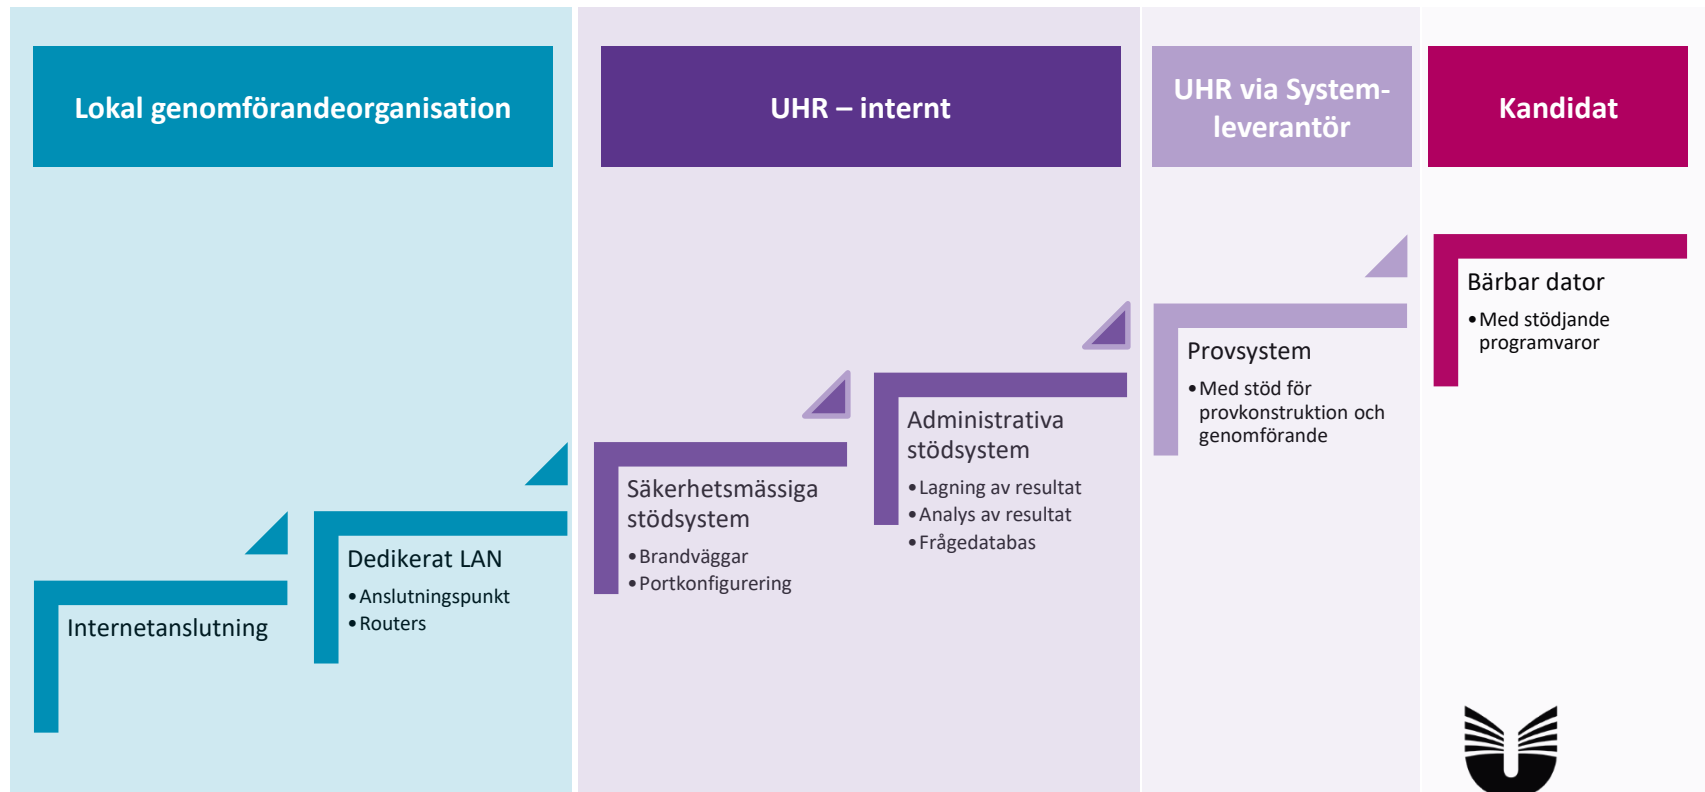 Lokal genomförandeorganisation
UHR – internt
UHR via System-
leverantör
Kandidat
Internetanslutning
Dedikerat LAN
•Anslutningspunkt
•Routers
Säkerhetsmässiga
stödsystem
•Brandväggar
•Portkonfigurering
Administrativa
stödsystem
•Lagning av resultat
•Analys av resultat
•Frågedatabas
Provsystem
•Med stöd för
provkonstruktion och
genomförande
Bärbar dator
•Med stödjande
programvaror